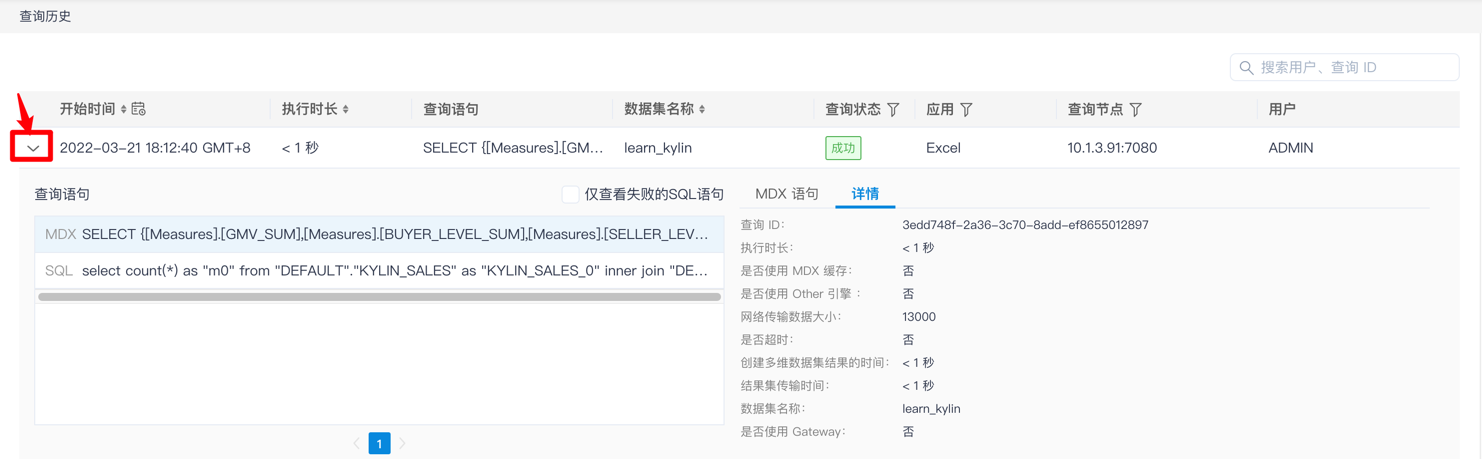 查询历史
搜索用户、查询 ID
开始时间 执行时长 查询语句 数据集名称 查询状态 应用 查询节点 用户
2022-03-21 18:12:40 GMT+8 < 1 秒 SELECT {[Measures].[GM... learn_kylin 成功 Excel 10.1.3.91:7080 ADMIN
查询语句 仅查看失败的SQL语句
MDX SELECT {[Measures].[GMV_SUM],[Measures].[BUYER_LEVEL_SUM],[Measures].[SELLER_LEV...
SQL select count(*) as "m0" from "DEFAULT"."KYLIN_SALES" as "KYLIN_SALES_0" inner join "DE...
1
MDX 语句 详情
查询 ID: 3edd748f-2a36-3c70-8add-ef8655012897
执行时长: < 1 秒
是否使用 MDX 缓存: 否
是否使用 Other 引擎 : 否
网络传输数据大小: 13000
是否超时: 否
创建多维数据集结果的时间: < 1 秒
结果集传输时间: < 1 秒
数据集名称: learn_kylin
是否使用 Gateway: 否